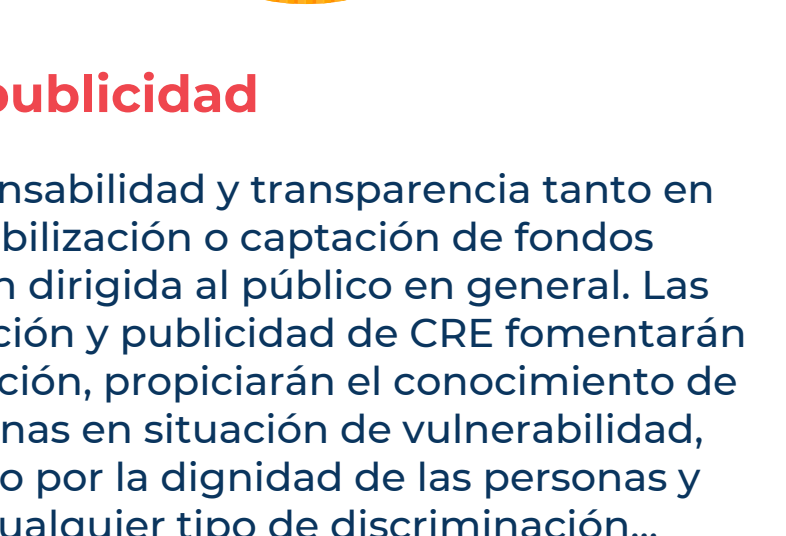 publicidad
nsabilidad y transparencia tanto en
bilización o captación de fondos
n dirigida al público en general. Las
ción y publicidad de CRE fomentarán
ción, propiciarán el conocimiento de
nas en situación de vulnerabilidad,
o por la dignidad de las personas y
ualquier tipo de discriminación...